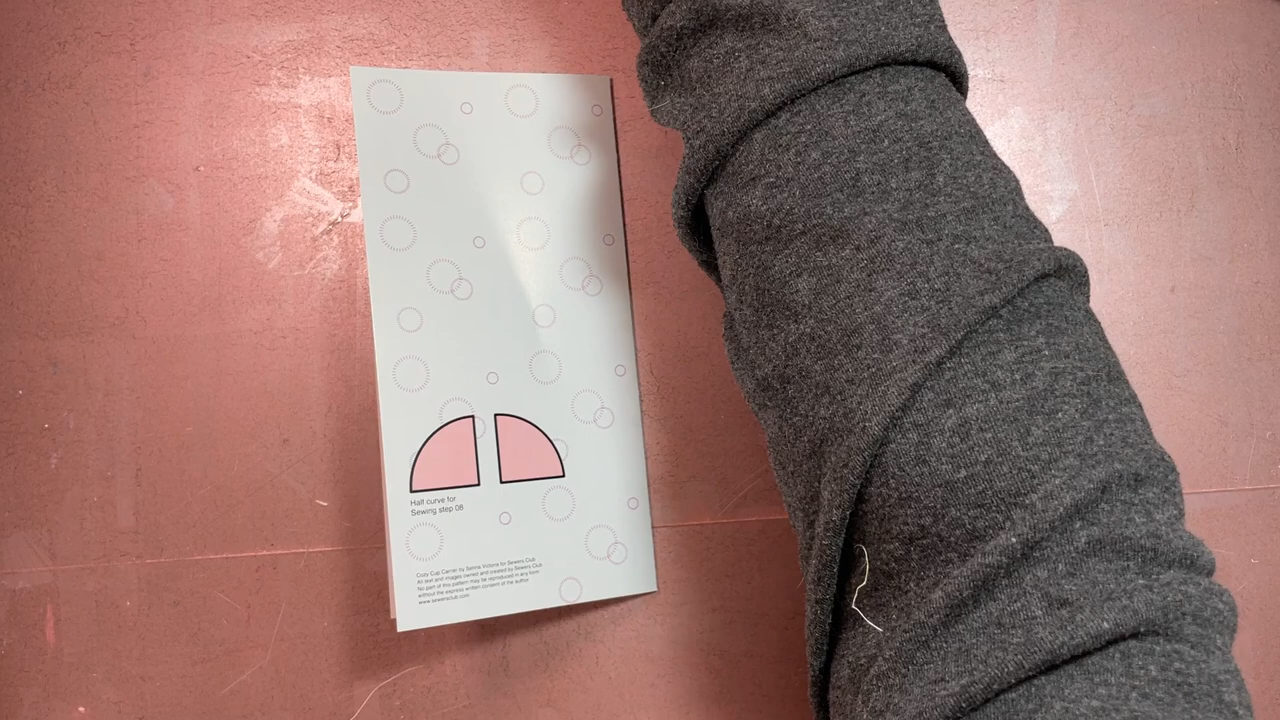 Half curve for
Sewing step 08
Cozy Cup Carrier by Serina Victoria for Sewers Club
All text and images owned and created by Sewers Club
No part of this pattern may be reproduced in any form
without the express written consent of the author.
www.sewersclub.com